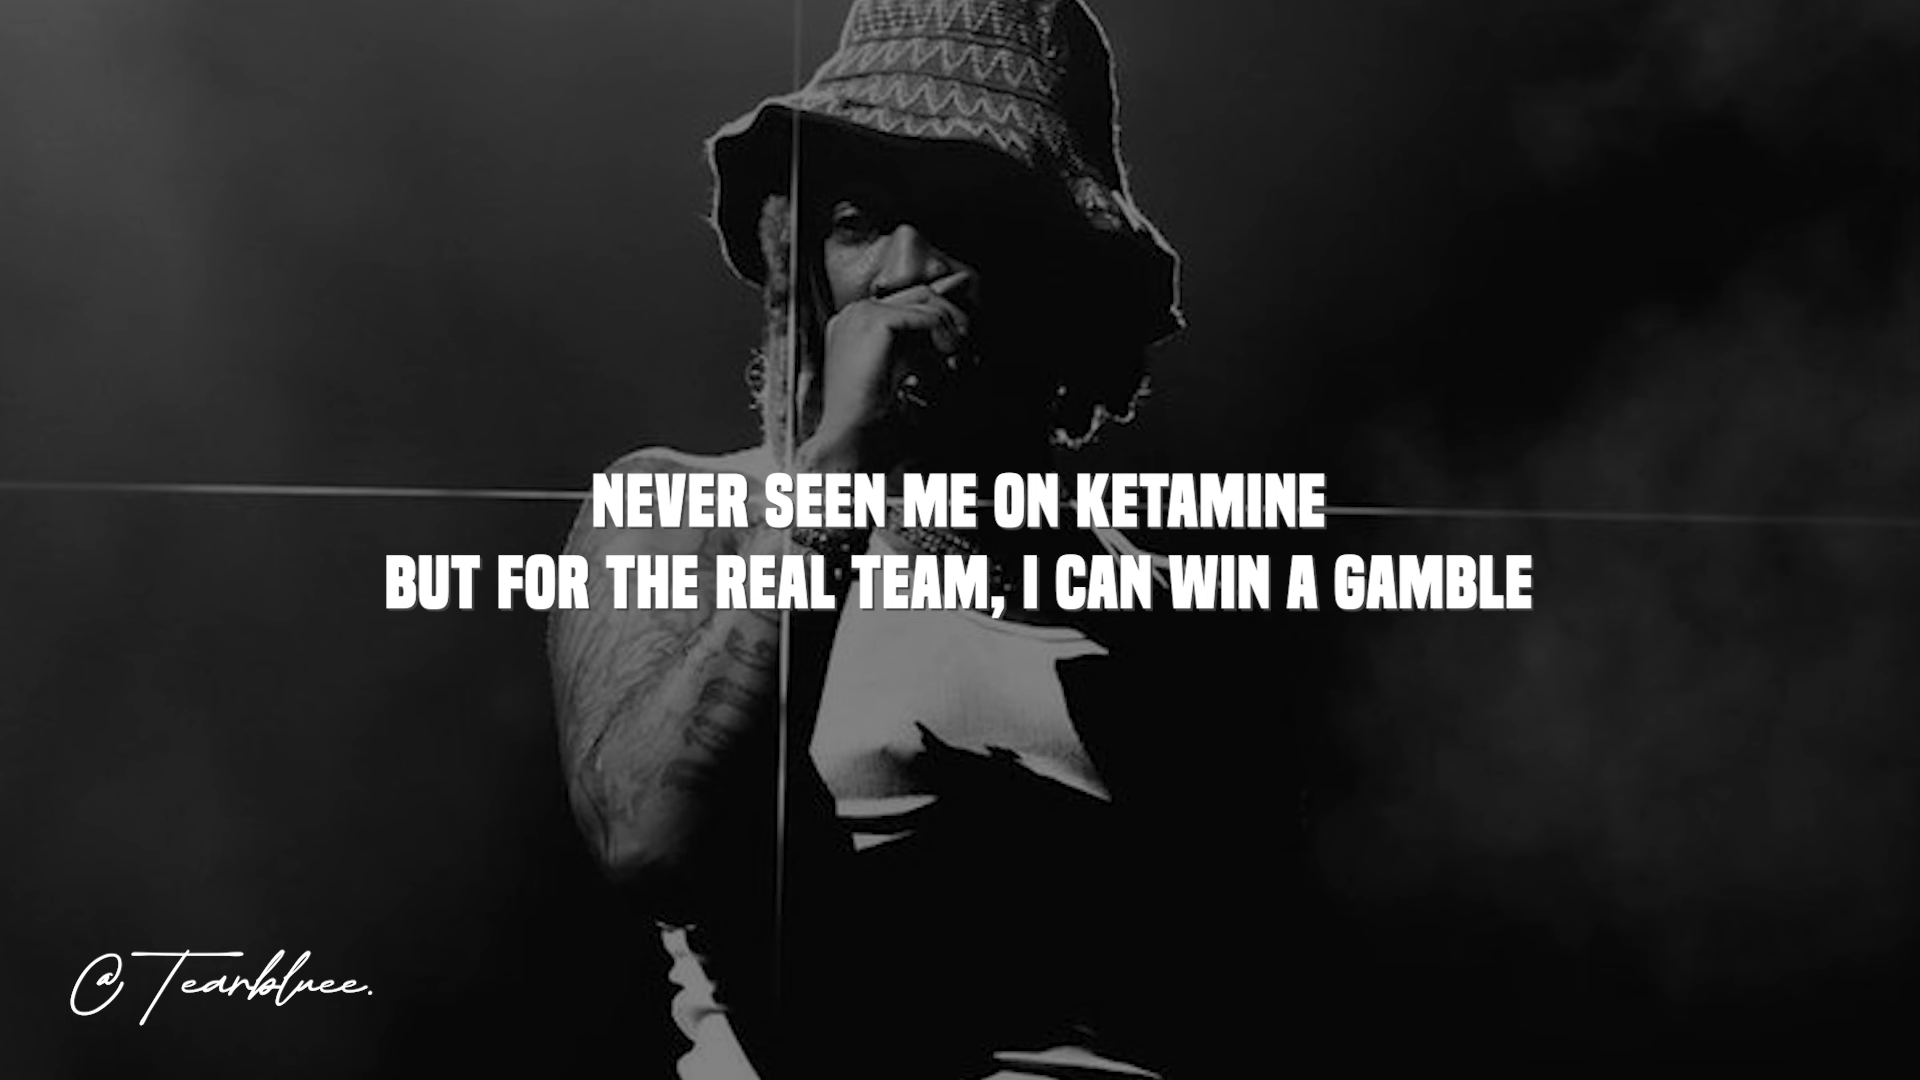 NEVER SEEN ME ON KETAMINE
BUT FOR THE REAL TEAM, I CAN WIN A GAMBLE
@Tearbluee.